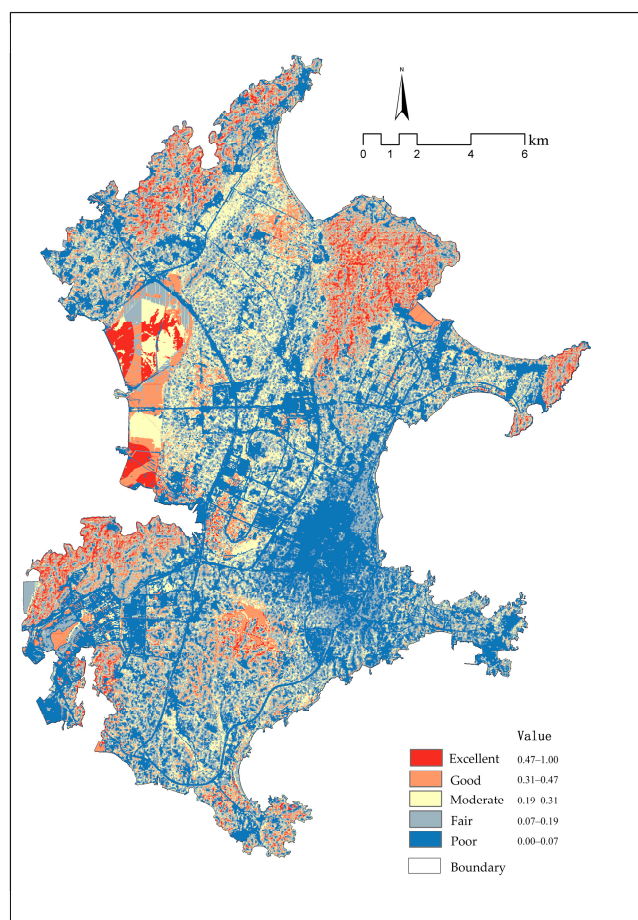 N
km
0 1 2 4 6
Value
Excellent 0.47–1.00
Good 0.31–0.47
Moderate 0.19 0.31
Fair 0.07–0.19
Poor 0.00–0.07
Boundary